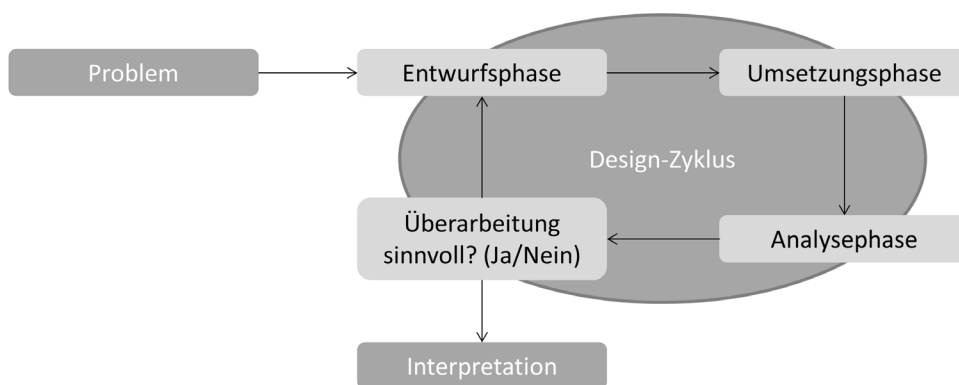 Problem
Entwurfsphase
Umsetzungsphase
Design-Zyklus
Überarbeitung
sinnvoll? (Ja/Nein)
Analysephase
Interpretation